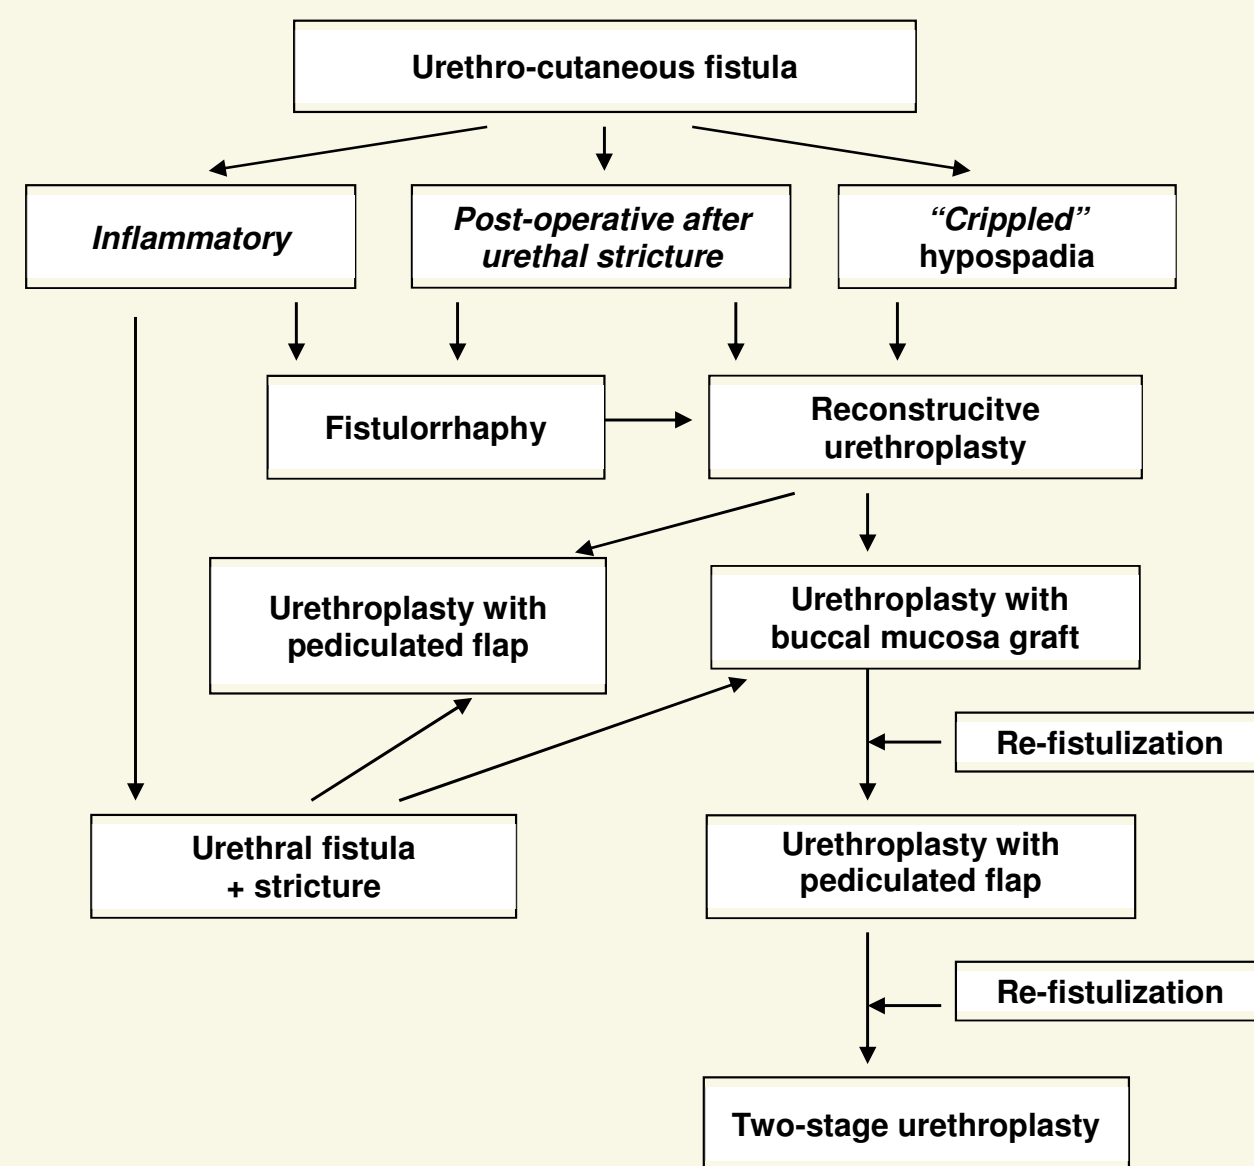 Urethro-cutaneous fistula
Inflammatory
Post-operative after
urethal stricture
“Crippled”
hypospadia
Fistulorrhaphy
Reconstrucitve
urethroplasty
Urethroplasty with
pediculated flap
Urethroplasty with
buccal mucosa graft
Re-fistulization
Urethral fistula
+ stricture
Urethroplasty with
pediculated flap
Re-fistulization
Two-stage urethroplasty